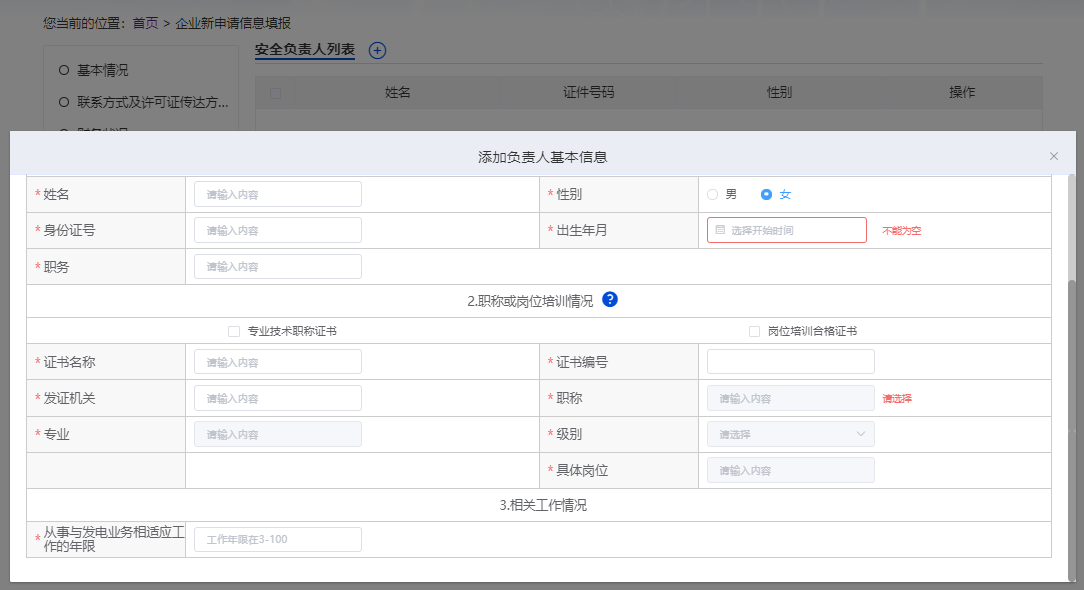 您当前的位置：首页 > 企业新申请信息填报
安全负责人列表
基本情况
联系方式及许可证传达方...
姓名 证件号码 性别 操作
添加负责人基本信息
*姓名 请输入内容 *性别 男 女
*身份证号 请输入内容 *出生年月 选择开始时间 不能为空
*职务 请输入内容
2.职称或岗位培训情况 ?
专业技术职称证书 岗位培训合格证书
*证书名称 请输入内容 *证书编号
*发证机关 请输入内容 *职称 请输入内容 请选择
*专业 请输入内容 *级别 请选择
*具体岗位 请输入内容
3.相关工作情况
*从事与发电业务相适应工
作的年限 工作年限在3-100